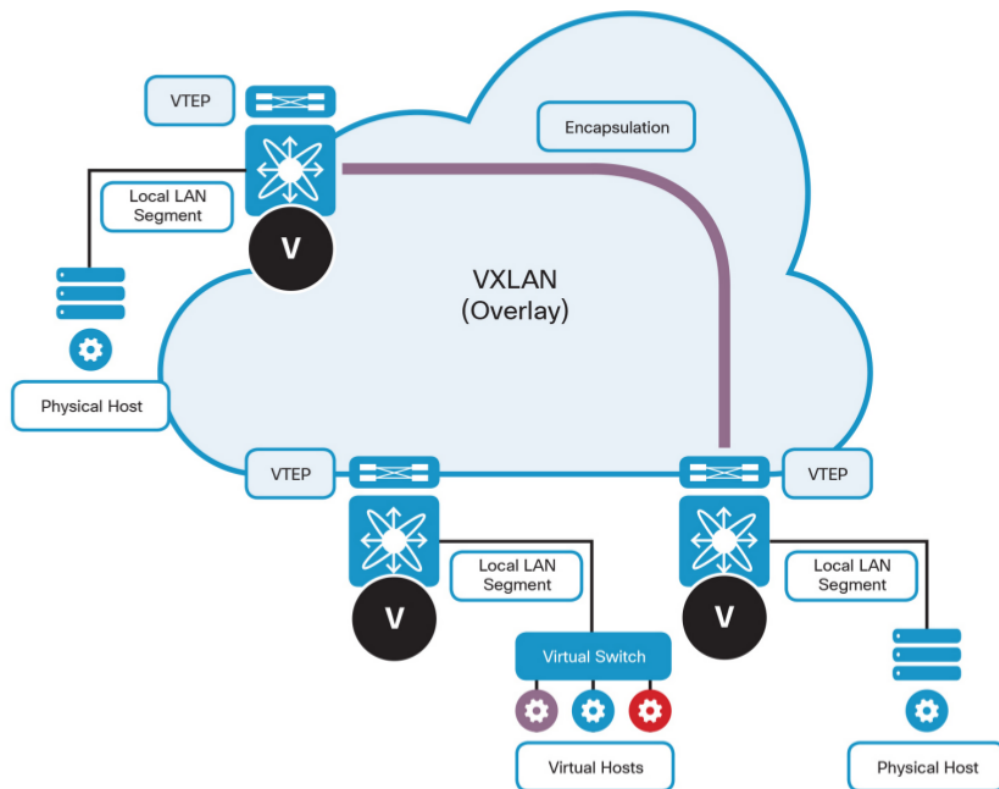 VTEP
Encapsulation
Local LAN
Segment
V
VXLAN
(Overlay)
Physical Host
VTEP
VTEP
Local LAN
Segment
Local LAN
Segment
V
V
Virtual Switch
Virtual Hosts
Physical Host